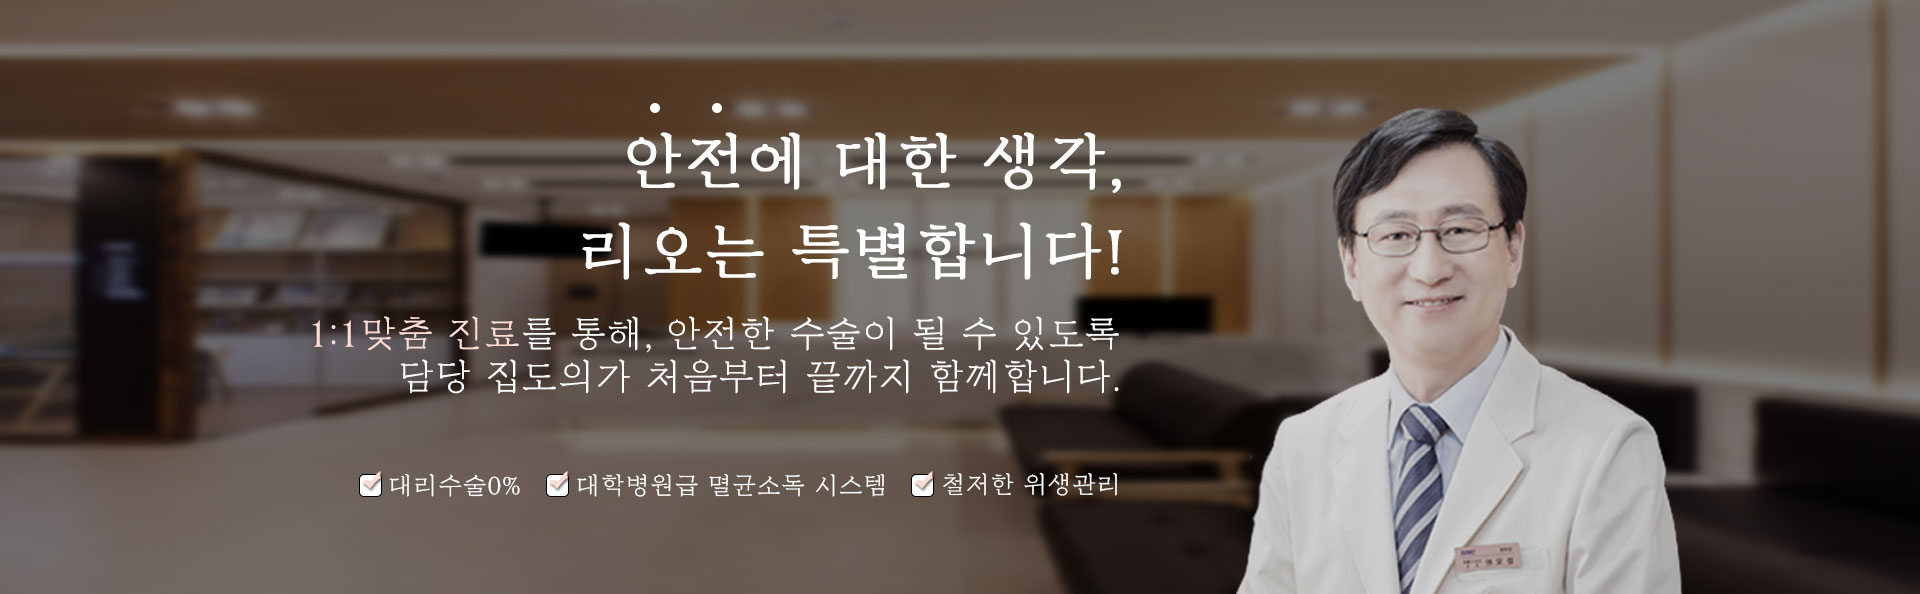 안전에 대한 생각,
리오는 특별합니다!
1:1맞춤 진료를 통해, 안전한 수술이 될 수 있도록
담당 집도의가 처음부터 끝까지 함께합니다.
대리수술0% 대학병원급 멸균소독 시스템 철저한 위생관리